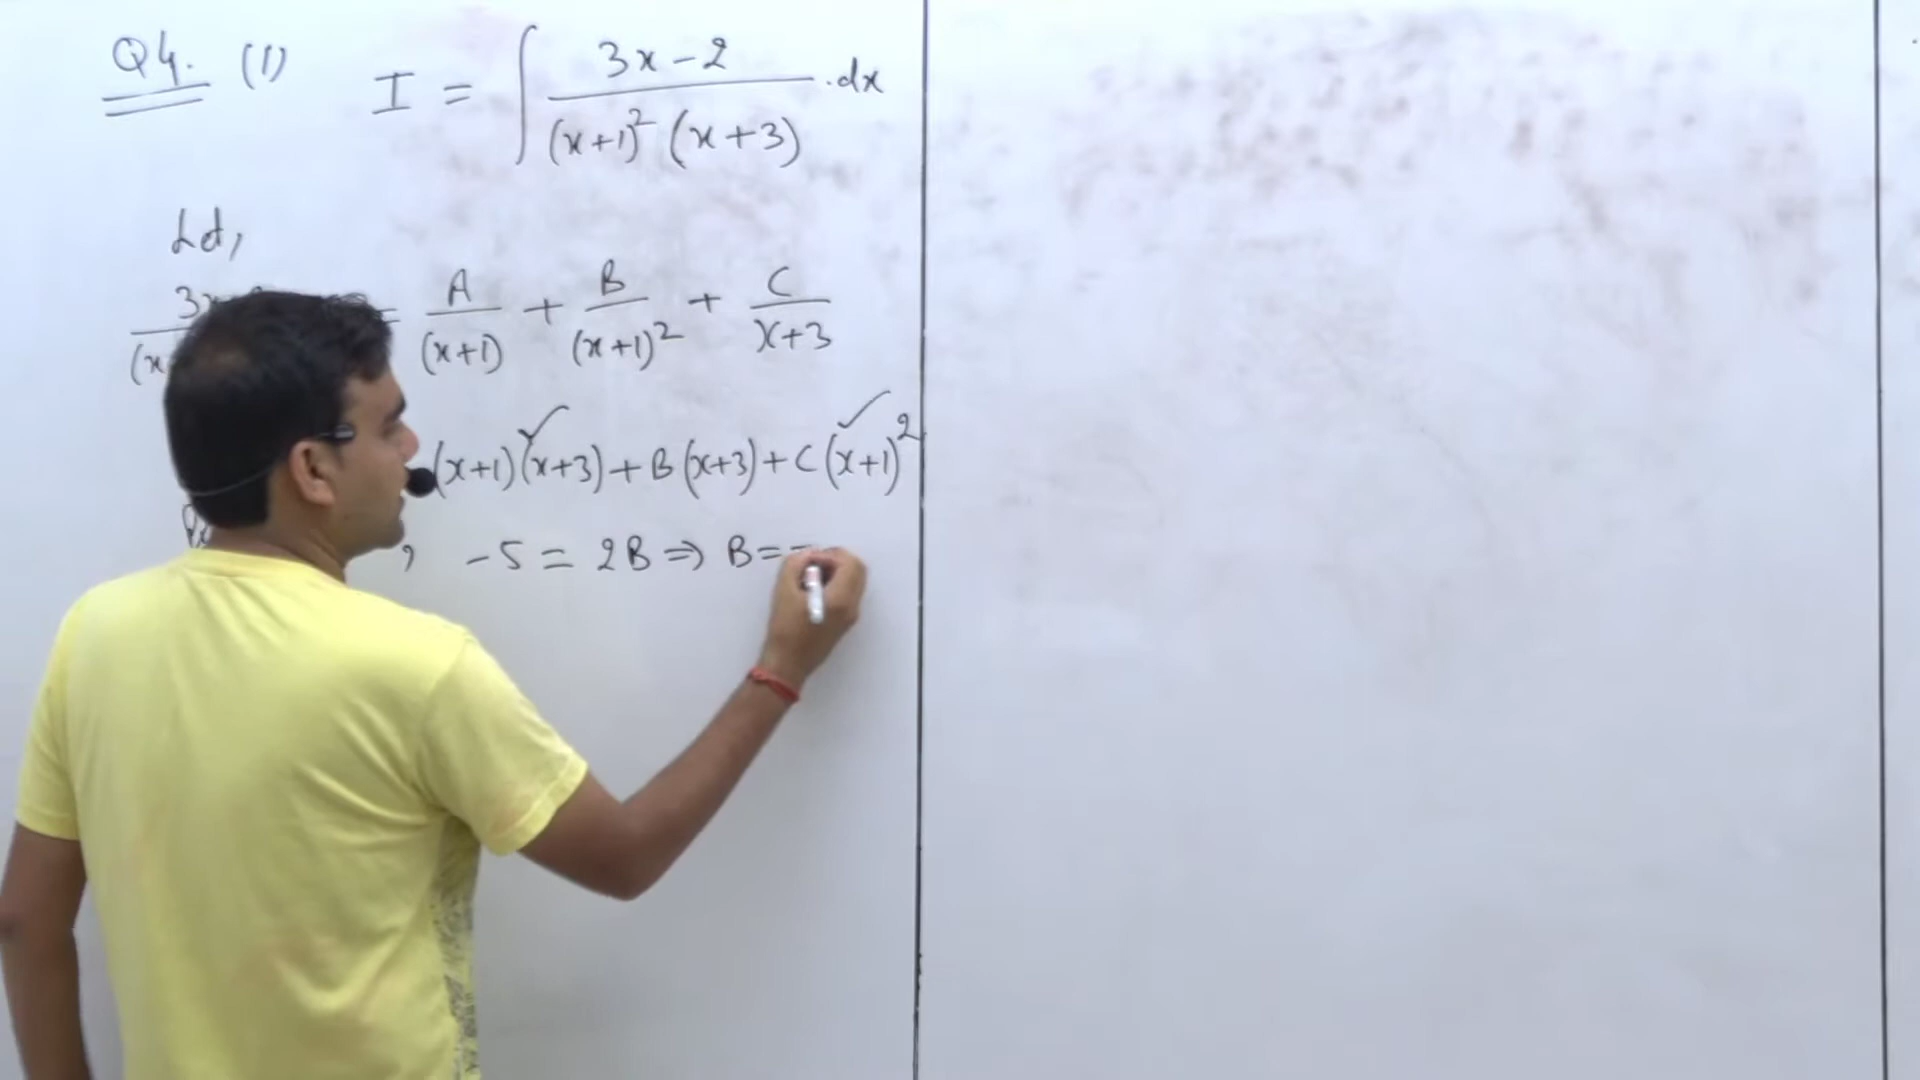 Q4. (1) I = ∫ 3x-2 / (x+1)² (x+3) .dx
Let,
3x = A/(x+1) + B/(x+1)² + C/x+3
(x+1)(x+3) + B(x+3) + C(x+1)²
, -5 = 2B ⇒ B = -